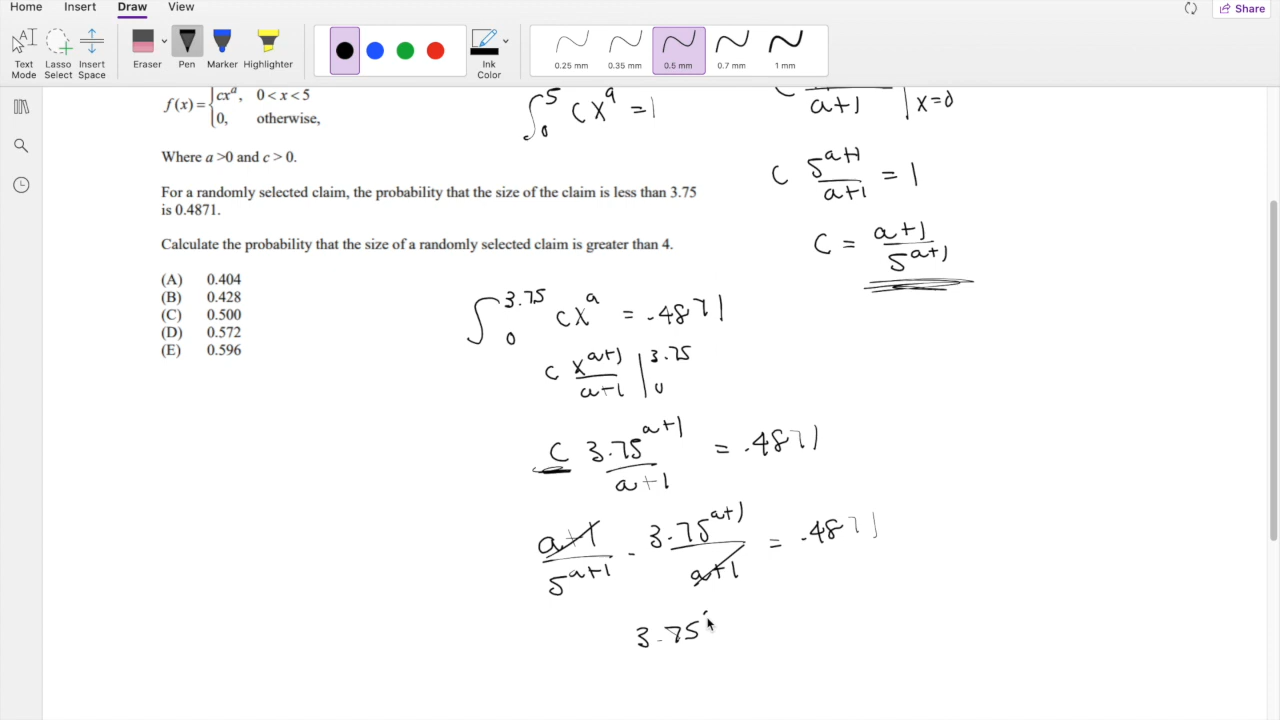 Home Insert Draw View
Share
Text Mode
Lasso Select
Insert Space
Eraser
Pen
Marker
Highlighter
Ink Color
0.25 mm
0.35 mm
0.5 mm
0.7 mm
1 mm
f(x) = { cx^a, 0 < x < 5
0, otherwise,
Where a >0 and c > 0.
For a randomly selected claim, the probability that the size of the claim is less than 3.75
is 0.4871.
Calculate the probability that the size of a randomly selected claim is greater than 4.
(A) 0.404
(B) 0.428
(C) 0.500
(D) 0.572
(E) 0.596
∫_0^5 cx^a = 1
a+1 | x=0
C 5^(a+1) / a+1 = 1
C = a+1 / 5^(a+1)
∫_0^3.75 cx^a = .4871
C x^(a+1) / a+1 |_0^3.75
C 3.75^(a+1) / a+1 = .4871
a+1 / 5^(a+1) · 3.75^(a+1) / a+1 = .4871
3.75